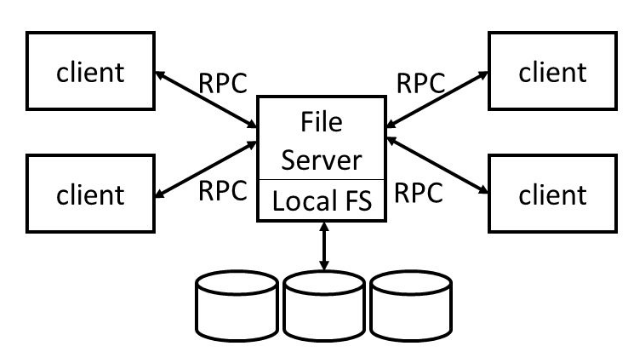 client
RPC
RPC
client
File
Server
client
RPC
RPC
client
Local FS